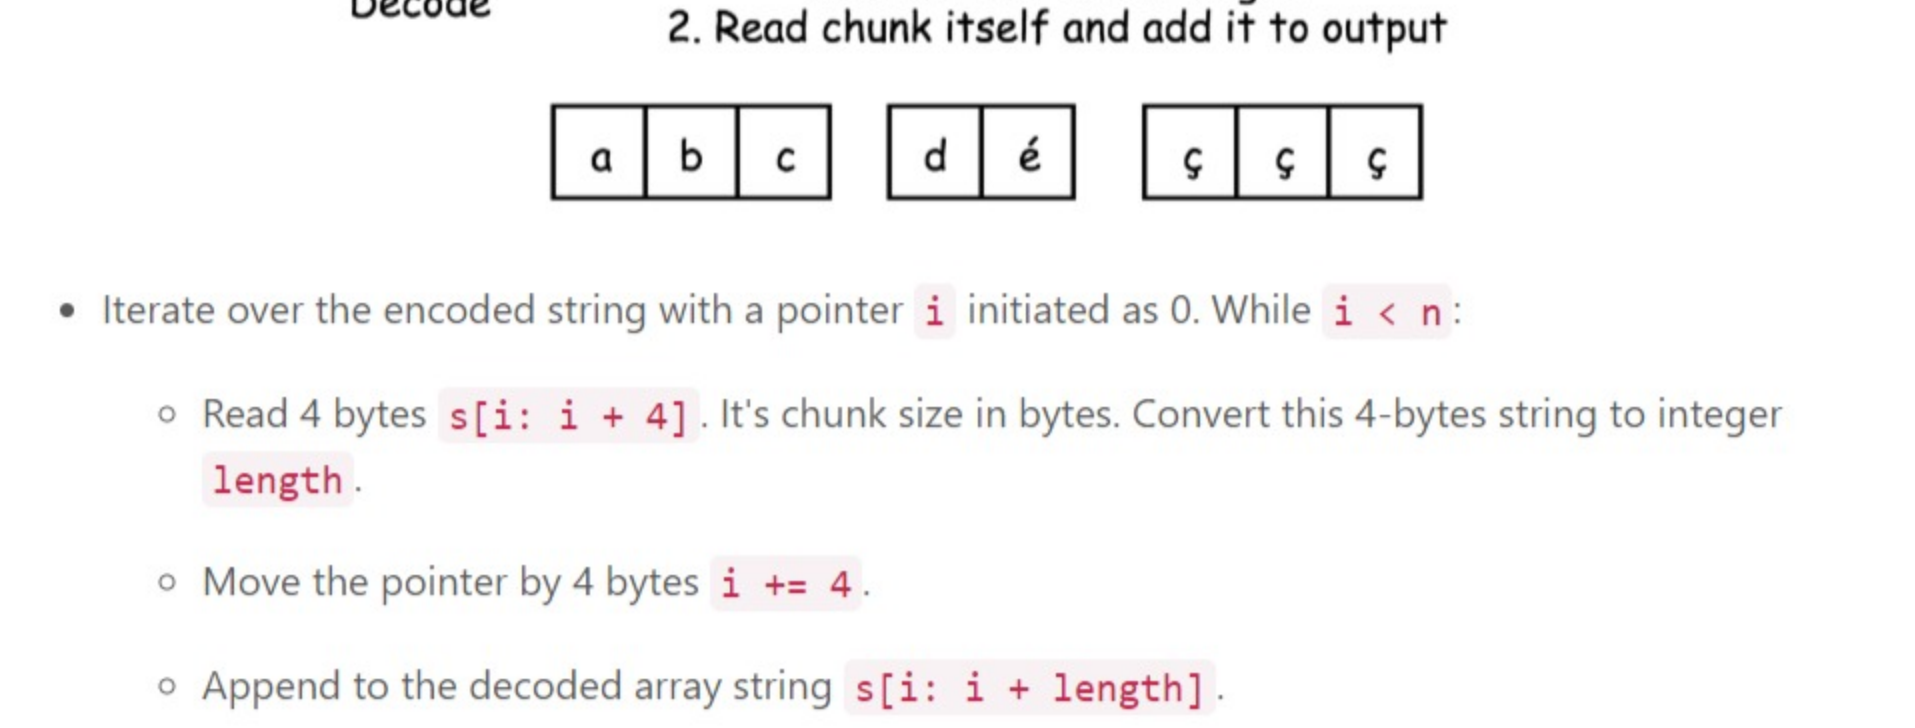 Decode
2. Read chunk itself and add it to output
a b c d é ç ç ç
• Iterate over the encoded string with a pointer i initiated as 0. While i < n:
○ Read 4 bytes s[i: i + 4]. It's chunk size in bytes. Convert this 4-bytes string to integer
length.
○ Move the pointer by 4 bytes i += 4.
○ Append to the decoded array string s[i: i + length].